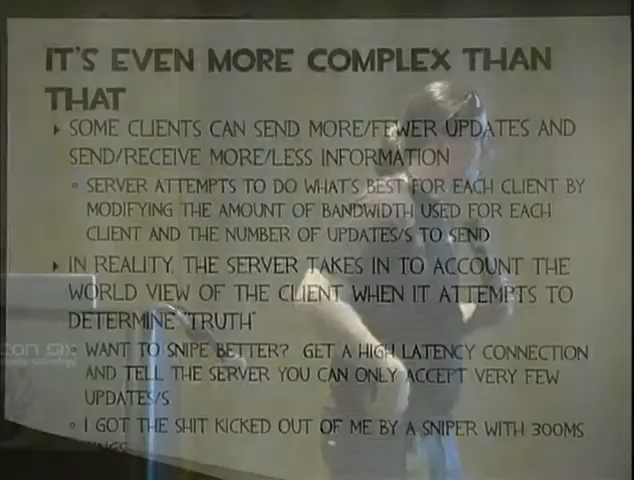 IT'S EVEN MORE COMPLEX THAN
THAT
SOME CLIENTS CAN SEND MORE/FEWER UPDATES AND
SEND/RECEIVE MORE/LESS INFORMATION
SERVER ATTEMPTS TO DO WHAT'S BEST FOR EACH CLIENT BY
MODIFYING THE AMOUNT OF BANDWIDTH USED FOR EACH
CLIENT AND THE NUMBER OF UPDATES/S TO SEND
IN REALITY, THE SERVER TAKES IN TO ACCOUNT THE
WORLD VIEW OF THE CLIENT WHEN IT ATTEMPTS TO
DETERMINE "TRUTH"
WANT TO SNIPE BETTER? GET A HIGH LATENCY CONNECTION
AND TELL THE SERVER YOU CAN ONLY ACCEPT VERY FEW
UPDATES/S
I GOT THE SHIT KICKED OUT OF ME BY A SNIPER WITH 300MS